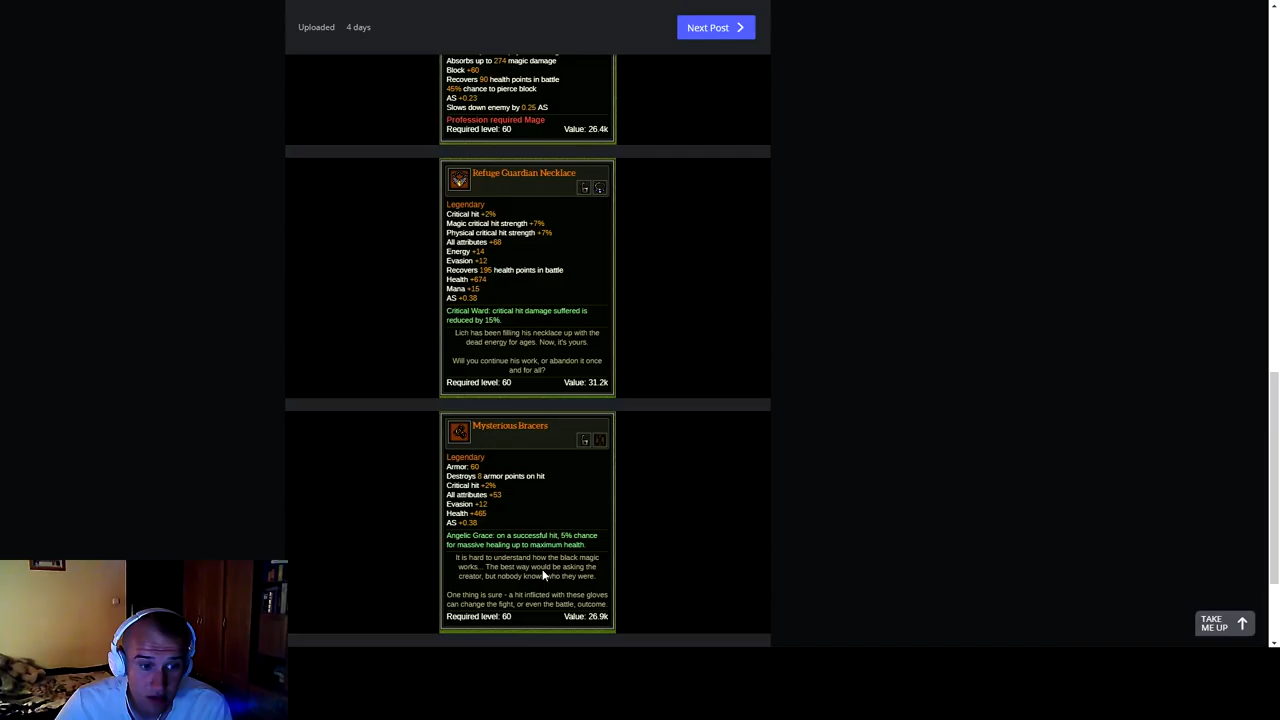 Uploaded 4 days
Next Post
Absorbs up to 274 magic damage
Block +60
Recovers 90 health points in battle
45% chance to pierce block
AS +0.23
Slows down enemy by 0.25 AS
Profession required Mage
Required level: 60 Value: 26.4k
Refuge Guardian Necklace
Legendary
Critical hit +2%
Magic critical hit strength +7%
Physical critical hit strength +7%
All attributes +68
Energy +14
Evasion +12
Recovers 195 health points in battle
Health +674
Mana +15
AS +0.38
Critical Ward: critical hit damage suffered is
reduced by 15%.
Lich has been filling his necklace up with the
dead energy for ages. Now, it's yours.
Will you continue his work, or abandon it once
and for all?
Required level: 60 Value: 31.2k
Mysterious Bracers
Legendary
Armor: 60
Destroys 8 armor points on hit
Critical hit +2%
All attributes +53
Evasion +12
Health +465
AS +0.38
Angelic Grace: on a successful hit, 5% chance
for massive healing up to maximum health.
It is hard to understand how the black magic
works... The best way would be asking the
creator, but nobody knows who they were.
One thing is sure - a hit inflicted with these gloves
can change the fight, or even the battle, outcome.
Required level: 60 Value: 26.9k
TAKE
ME UP